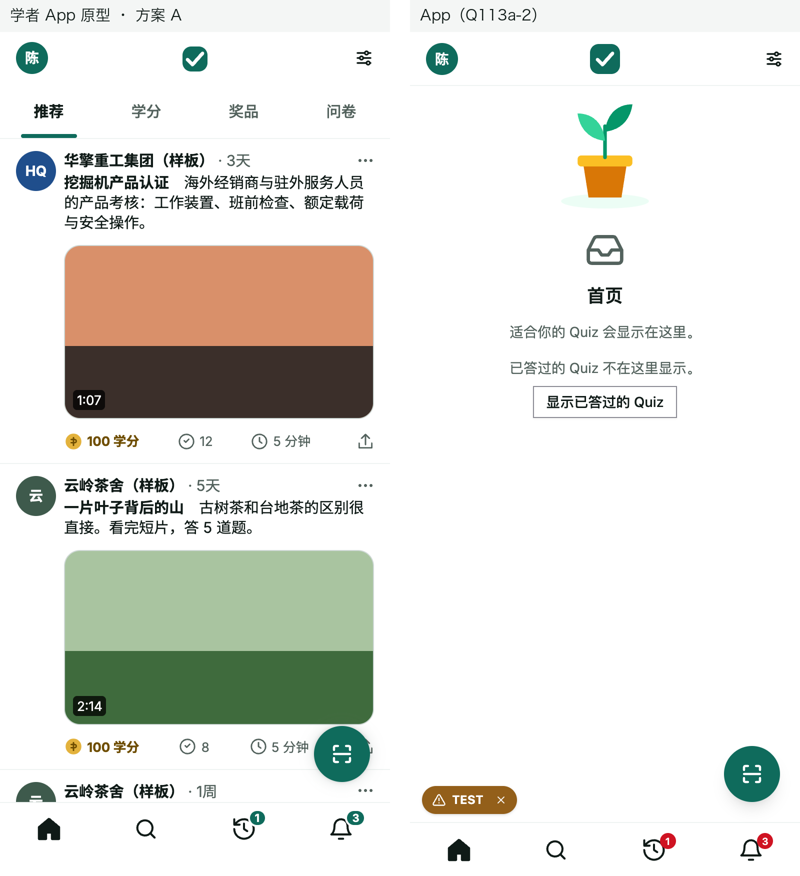 学者 App 原型 · 方案 A
陈
推荐
学分
奖品
问卷
HQ
华擎重工集团（样板） · 3天
挖掘机产品认证 海外经销商与驻外服务人员
的产品考核：工作装置、班前检查、额定载荷
与安全操作。
1:07
100 学分
12
5 分钟
云
云岭茶舍（样板） · 5天
一片叶子背后的山 古树茶和台地茶的区别很
直接。看完短片，答 5 道题。
2:14
100 学分
8
5 分钟
云岭茶舍（样板） · 1周
1
3
App（Q113a-2）
陈
首页
适合你的 Quiz 会显示在这里。
已答过的 Quiz 不在这里显示。
显示已答过的 Quiz
TEST
1
3